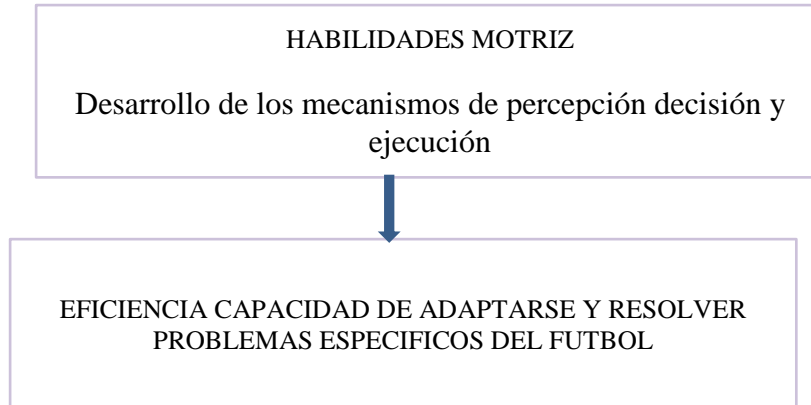 HABILIDADES MOTRIZ
Desarrollo de los mecanismos de percepción decisión y
ejecución
EFICIENCIA CAPACIDAD DE ADAPTARSE Y RESOLVER
PROBLEMAS ESPECIFICOS DEL FUTBOL